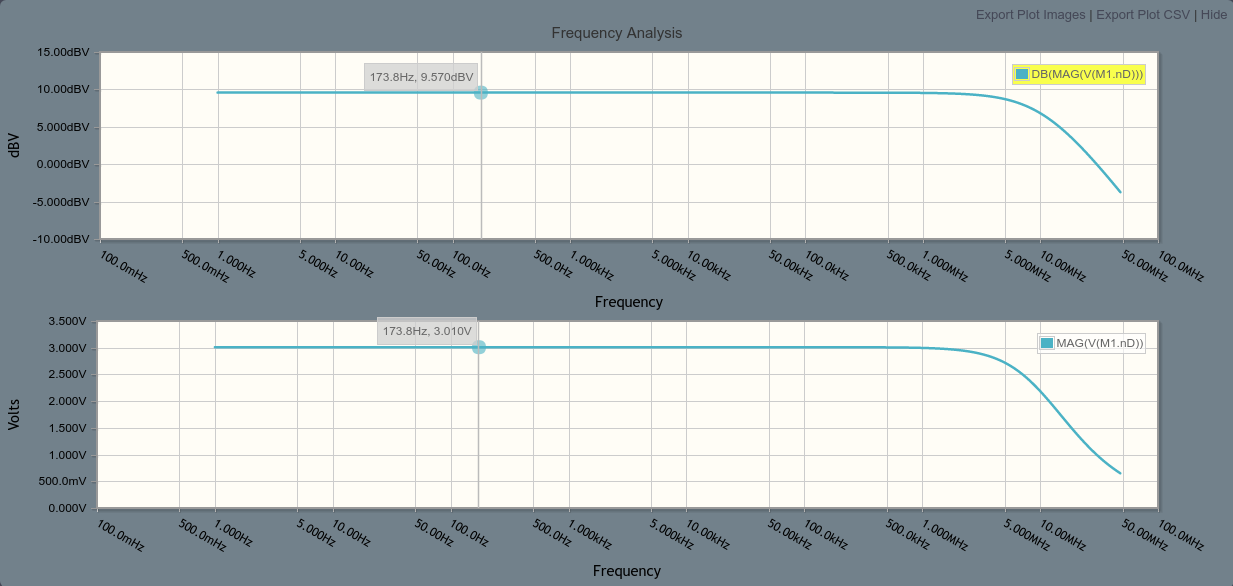 Export Plot Images | Export Plot CSV | Hide
Frequency Analysis
15.00dBV
10.00dBV
5.000dBV
0.000dBV
-5.000dBV
-10.00dBV
dBV
173.8Hz, 9.570dBV
DB(MAG(V(M1.nD)))
100.0mHz
500.0mHz
1.000Hz
5.000Hz
10.00Hz
50.00Hz
100.0Hz
500.0Hz
1.000kHz
5.000kHz
10.00kHz
50.00kHz
100.0kHz
500.0kHz
1.000MHz
5.000MHz
10.00MHz
50.00MHz
100.0MHz
Frequency
3.500V
3.000V
2.500V
2.000V
1.500V
1.000V
500.0mV
0.000V
Volts
173.8Hz, 3.010V
MAG(V(M1.nD))
100.0mHz
500.0mHz
1.000Hz
5.000Hz
10.00Hz
50.00Hz
100.0Hz
500.0Hz
1.000kHz
5.000kHz
10.00kHz
50.00kHz
100.0kHz
500.0kHz
1.000MHz
5.000MHz
10.00MHz
50.00MHz
100.0MHz
Frequency